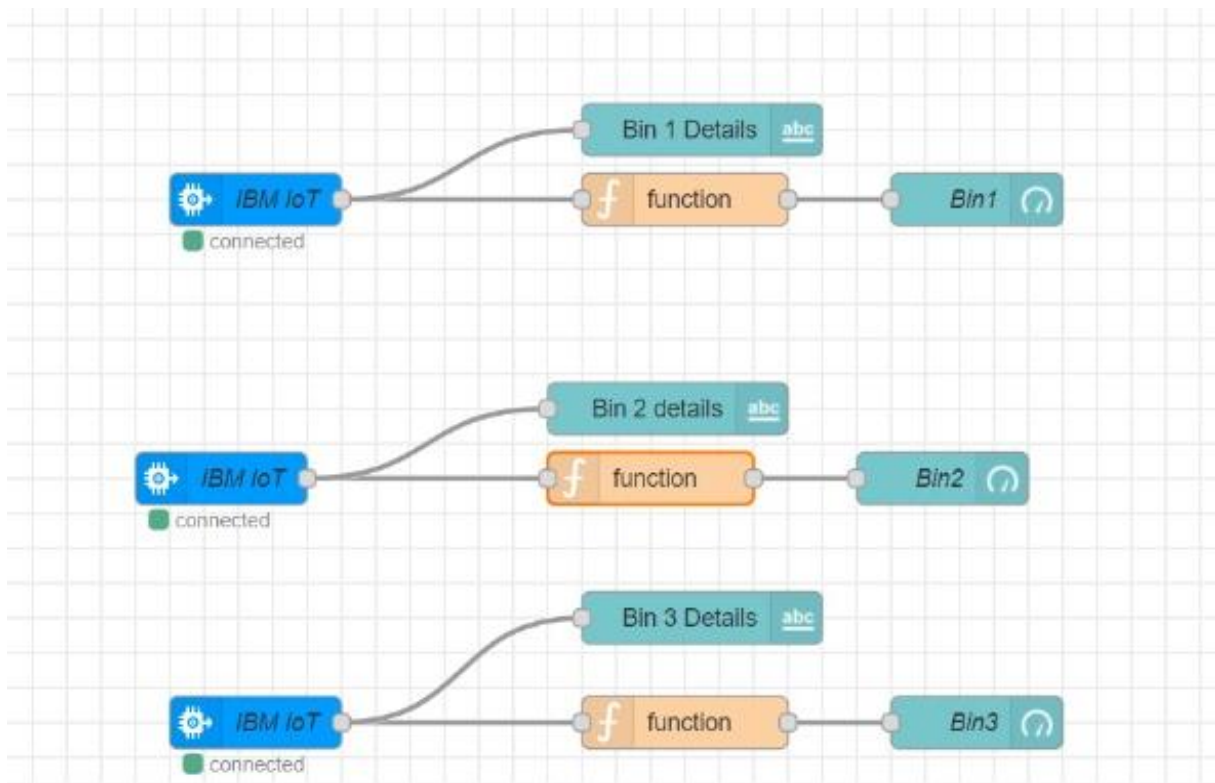 Bin 1 Details abc
IBM IoT function Bin1
connected
Bin 2 details abc
IBM IoT function Bin2
connected
Bin 3 Details abc
IBM IoT function Bin3
connected